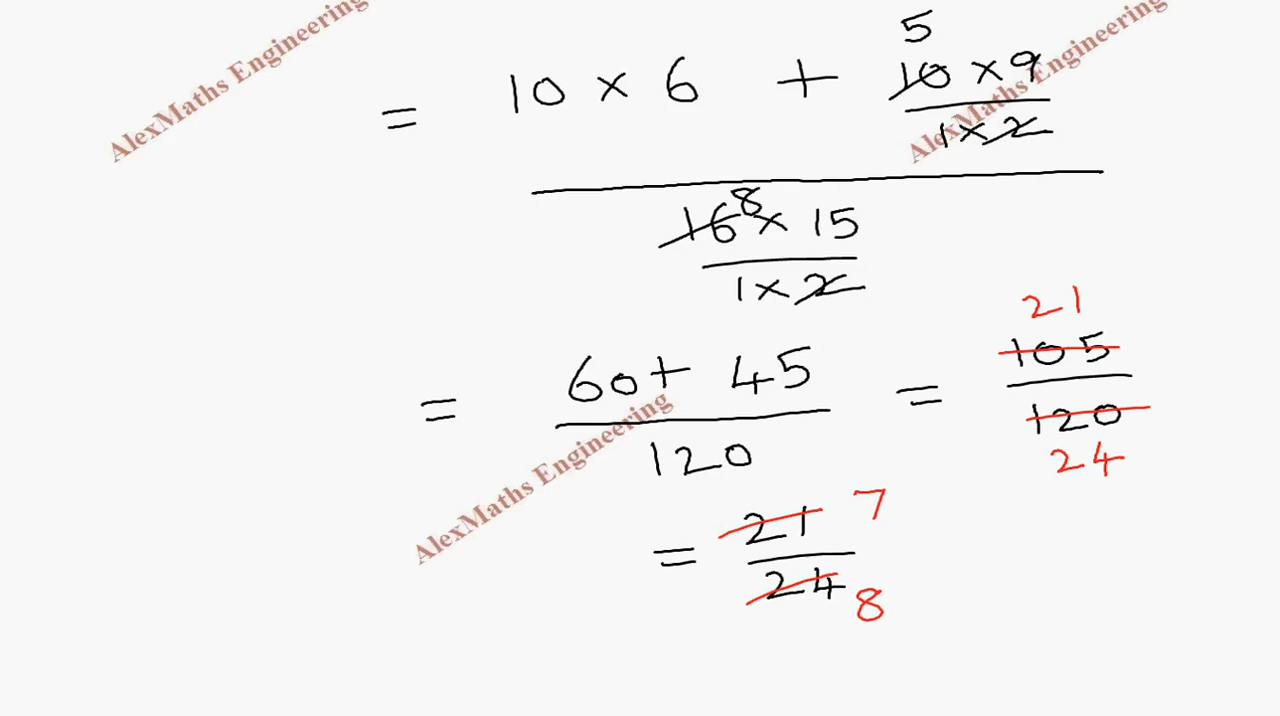 5
= 10 × 6 + 10 × 9
1 × 2
16 8 × 15
1 × 2
21
= 60 + 45 = 105
120 120
24
= 21 7
24 8
AlexMaths Engineering
AlexMaths Engineering
AlexMaths Engineering